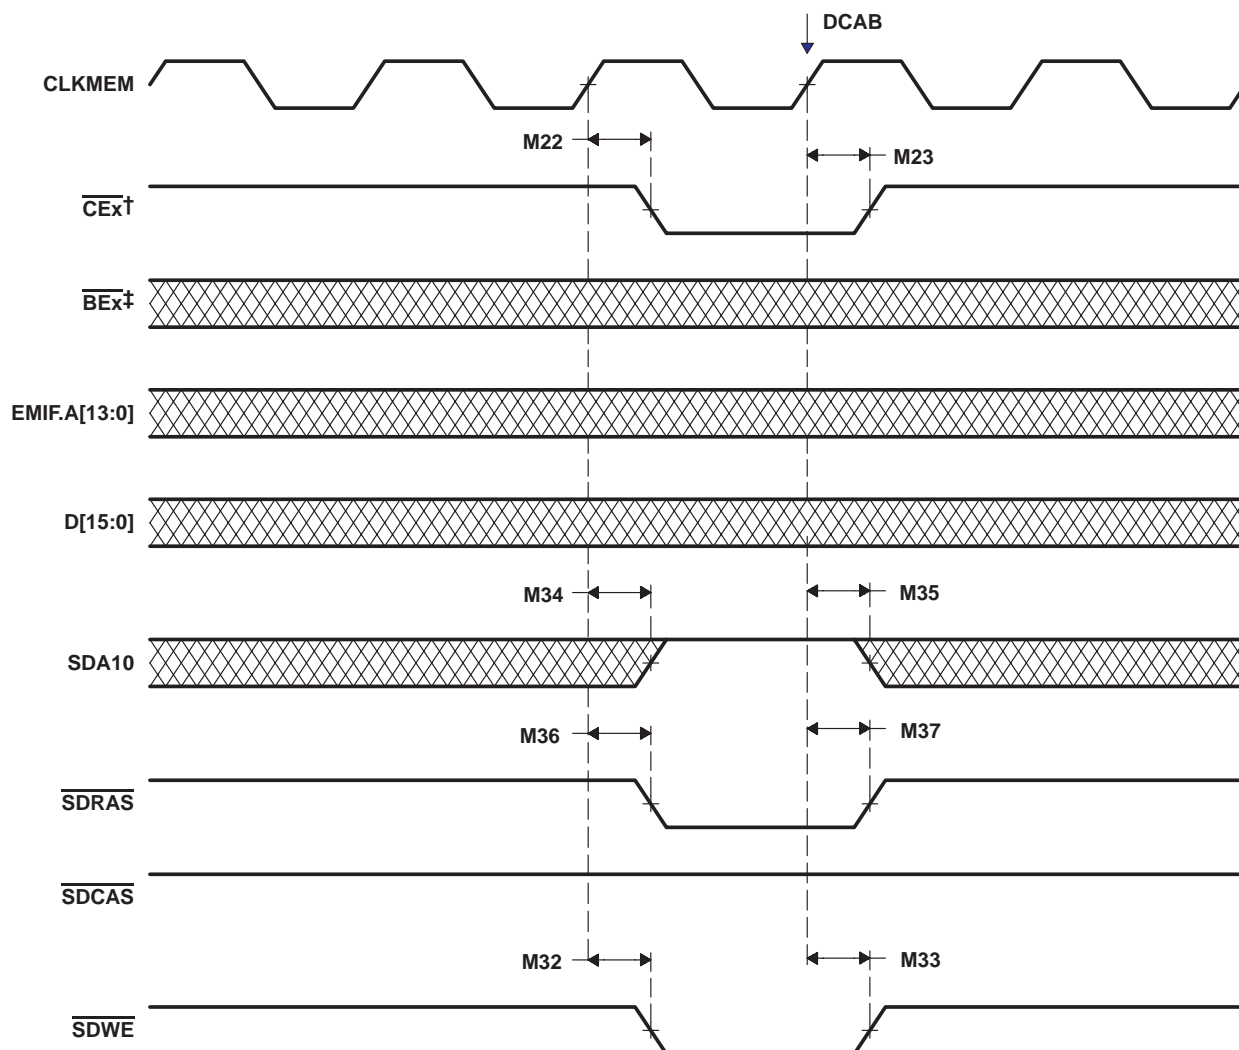 DCAB
CLKMEM
M22
M23
CEx†
BEx‡
EMIF.A[13:0]
D[15:0]
M34
M35
SDA10
M36
M37
SDRAS
SDCAS
M32
M33
SDWE